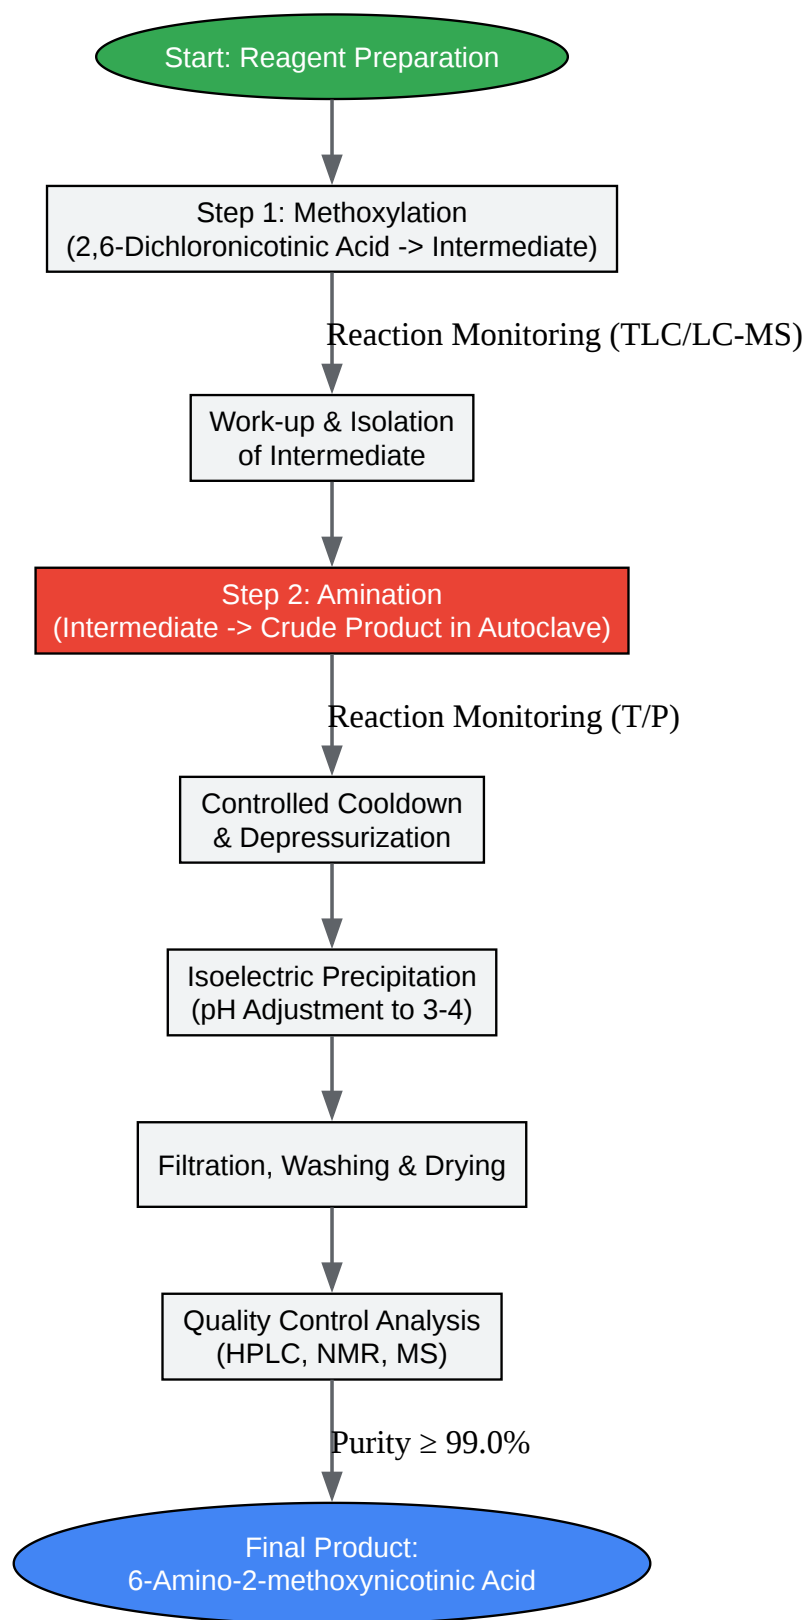 Start: Reagent Preparation
Step 1: Methoxylation
(2,6-Dichloronicotinic Acid -> Intermediate)
Reaction Monitoring (TLC/LC-MS)
Work-up & Isolation
of Intermediate
Step 2: Amination
(Intermediate -> Crude Product in Autoclave)
Reaction Monitoring (T/P)
Controlled Cooldown
& Depressurization
Isoelectric Precipitation
(pH Adjustment to 3-4)
Filtration, Washing & Drying
Quality Control Analysis
(HPLC, NMR, MS)
Purity ≥ 99.0%
Final Product:
6-Amino-2-methoxynicotinic Acid